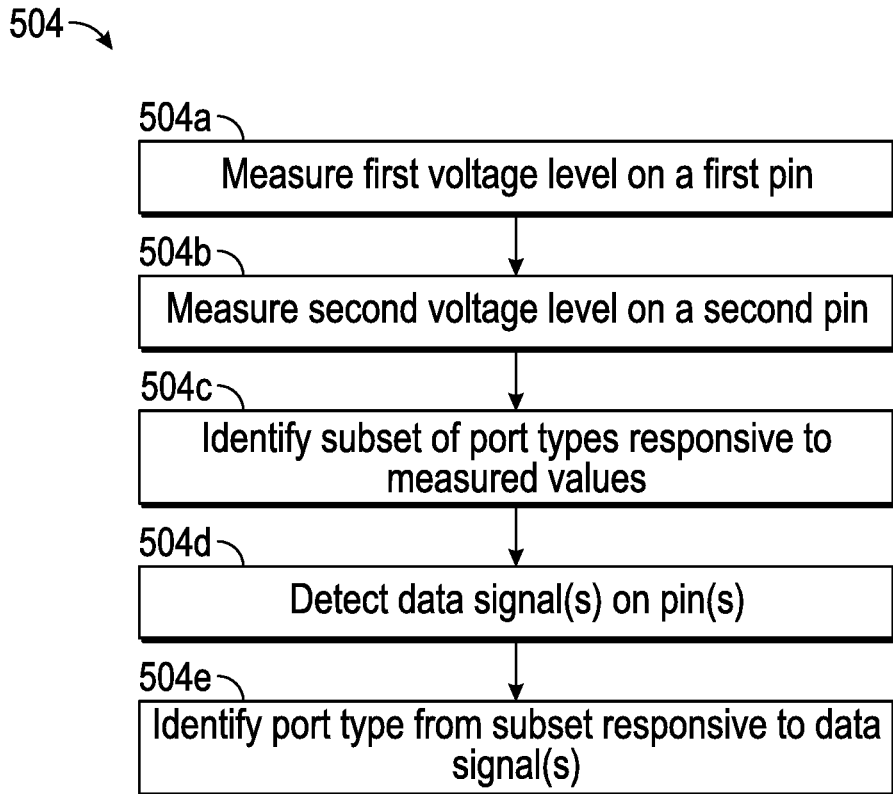 504
504a
Measure first voltage level on a first pin
504b
Measure second voltage level on a second pin
504c
Identify subset of port types responsive to
measured values
504d
Detect data signal(s) on pin(s)
504e
Identify port type from subset responsive to data
signal(s)